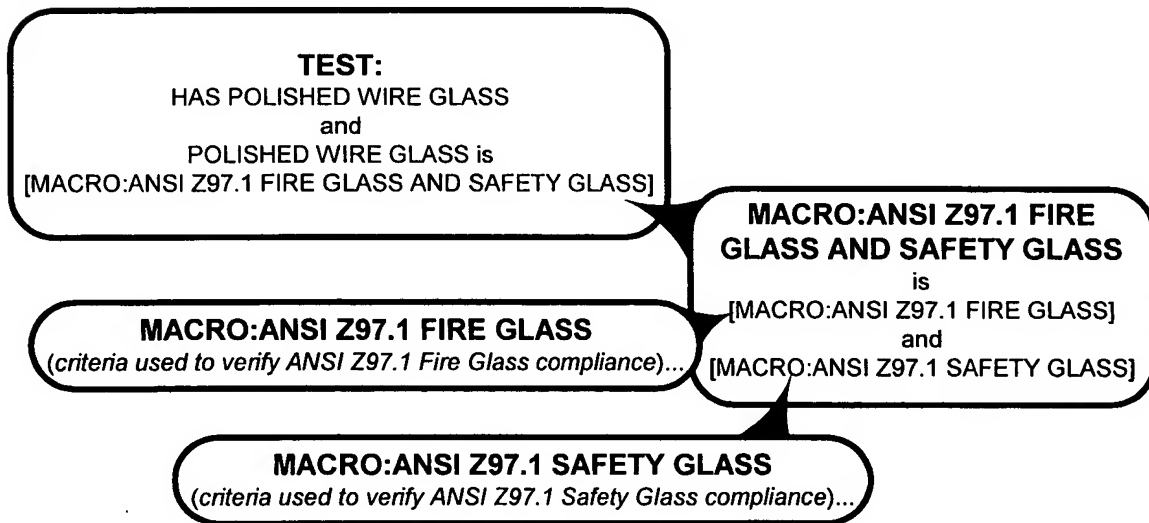 TEST:
HAS POLISHED WIRE GLASS
and
POLISHED WIRE GLASS is
[MACRO:ANSI Z97.1 FIRE GLASS AND SAFETY GLASS]
MACRO:ANSI Z97.1 FIRE
GLASS AND SAFETY GLASS
is
[MACRO:ANSI Z97.1 FIRE GLASS]
and
[MACRO:ANSI Z97.1 SAFETY GLASS]
MACRO:ANSI Z97.1 FIRE GLASS
(criteria used to verify ANSI Z97.1 Fire Glass compliance)...
MACRO:ANSI Z97.1 SAFETY GLASS
(criteria used to verify ANSI Z97.1 Safety Glass compliance)...